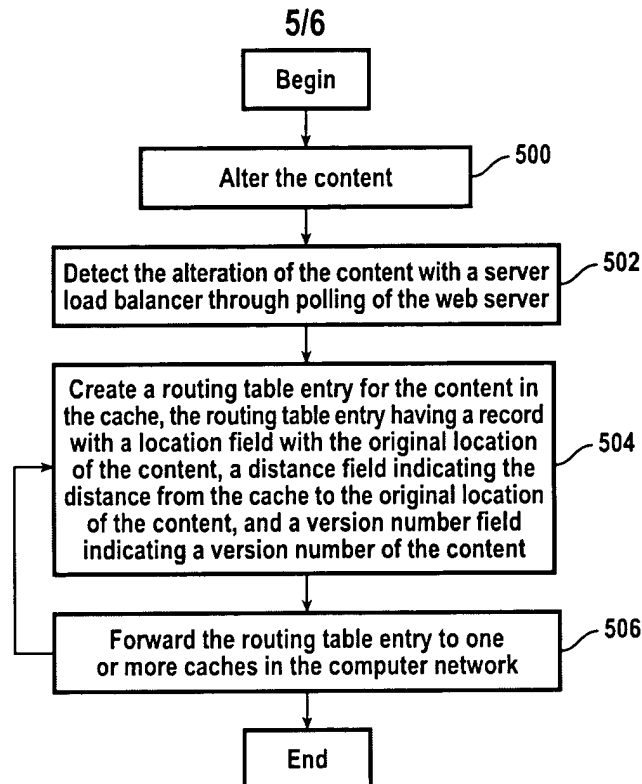 5/6
Begin
Alter the content
500
Detect the alteration of the content with a server
load balancer through polling of the web server
502
Create a routing table entry for the content in
the cache, the routing table entry having a record
with a location field with the original location
of the content, a distance field indicating the
distance from the cache to the original location
of the content, and a version number field
indicating a version number of the content
504
Forward the routing table entry to one
or more caches in the computer network
506
End